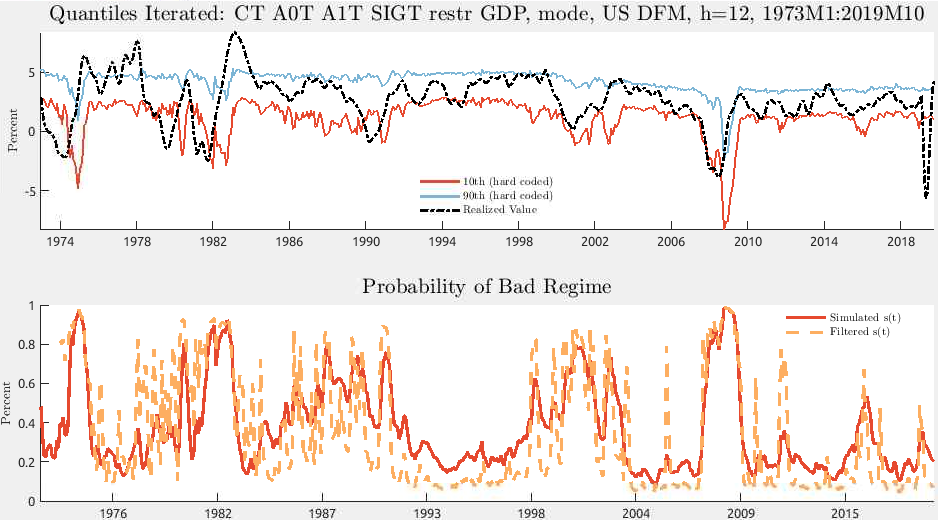 Quantiles Iterated: CT A0T A1T SIGT restr GDP, mode, US DFM, h=12, 1973M1:2019M10
Percent
5
0
-5
10th (hard coded)
90th (hard coded)
Realized Value
1974 1978 1982 1986 1990 1994 1998 2002 2006 2010 2014 2018
Probability of Bad Regime
Percent
1
0.8
0.6
0.4
0.2
0
Simulated s(t)
Filtered s(t)
1976 1982 1987 1993 1998 2004 2009 2015